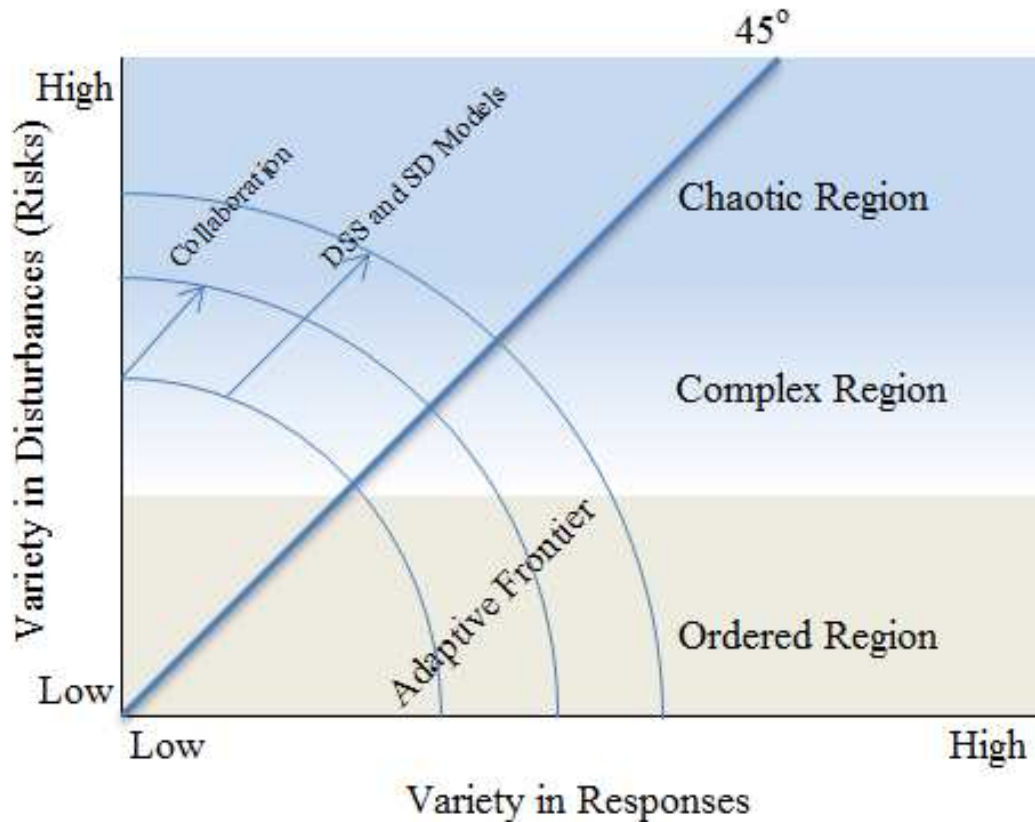 45°
High
Collaboration
DSS and SD Models
Chaotic Region
Variety in Disturbances (Risks)
Complex Region
Adaptive Frontier
Ordered Region
Low
Low
High
Variety in Responses